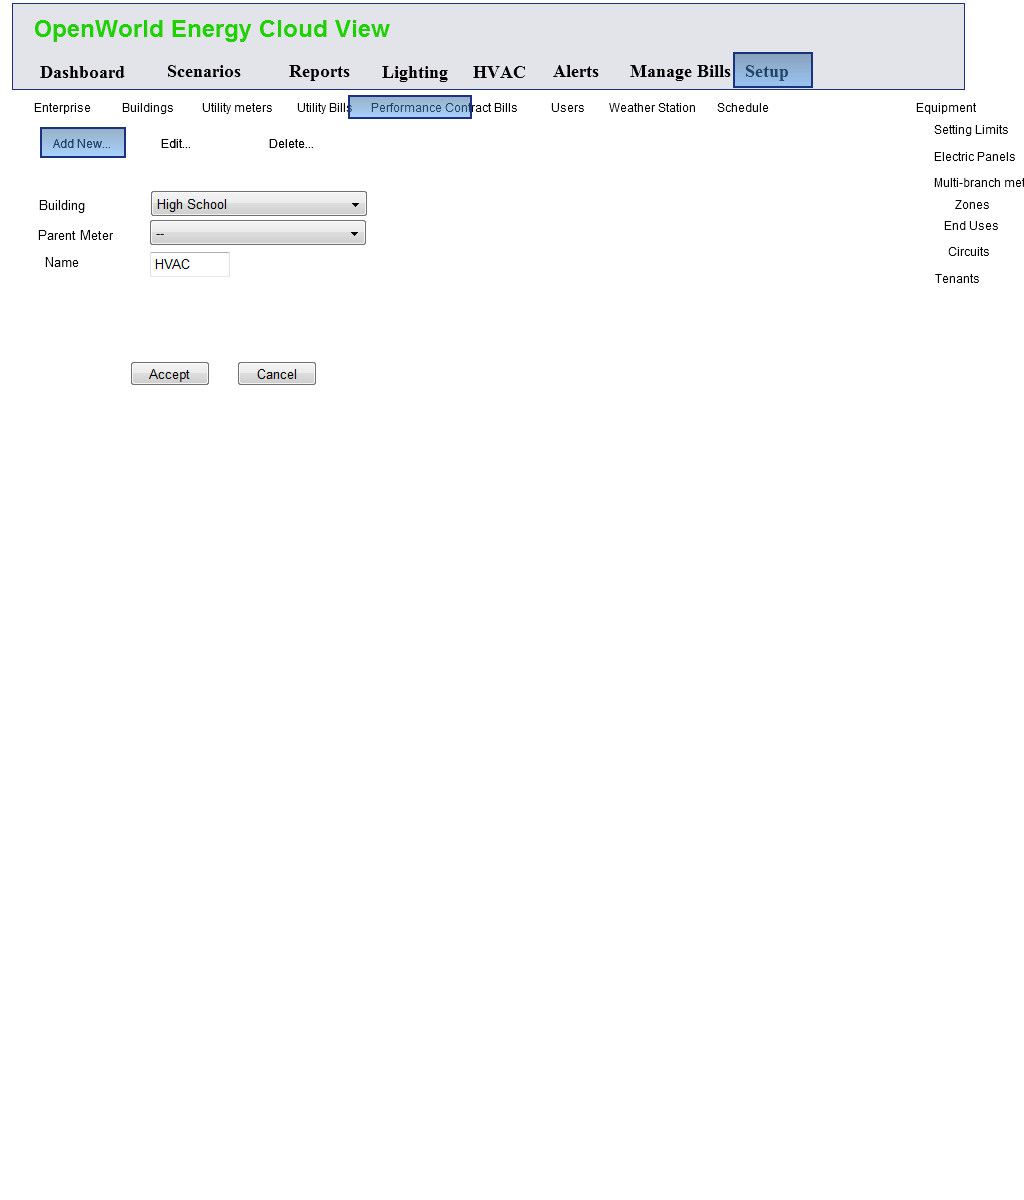 OpenWorld Energy Cloud View
Dashboard Scenarios Reports Lighting HVAC Alerts Manage Bills Setup
Enterprise Buildings Utility meters Utility Bills Performance Contract Bills Users Weather Station Schedule Equipment
Setting Limits
Add New... Edit... Delete...
Electric Panels
Multi-branch met
Building High School
Zones
Parent Meter --
End Uses
Name HVAC
Circuits
Tenants
Accept Cancel